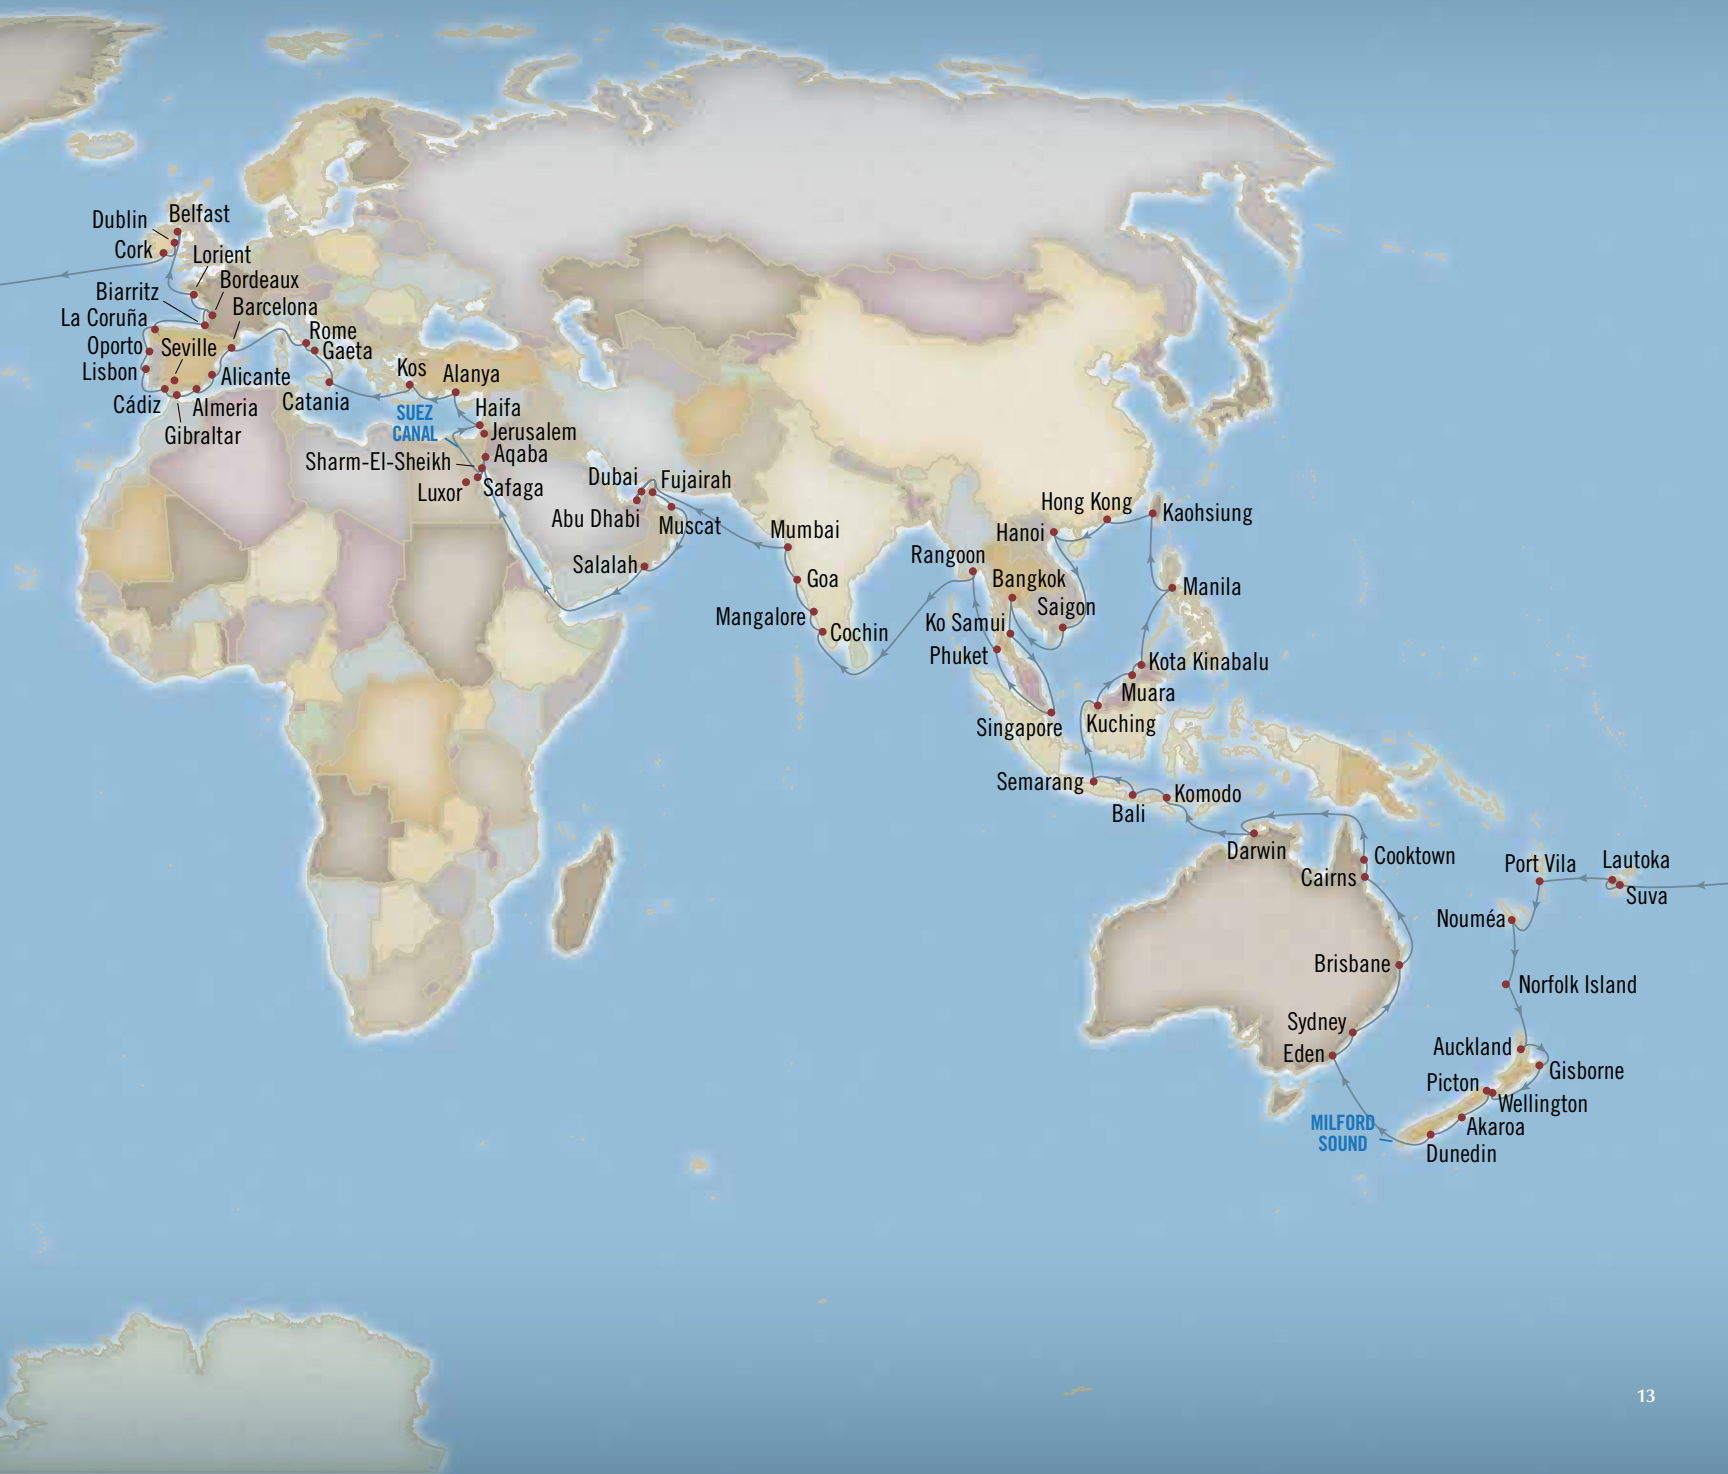 Belfast
Dublin
Cork
Lorient
Bordeaux
Biarritz
Barcelona
La Coruña
Rome
Oporto
Seville
Gaeta
Lisbon
Alicante
Kos
Alanya
Cádiz
Almeria
Catania
Gibraltar
SUEZ
CANAL
Haifa
Jerusalem
Aqaba
Sharm-El-Sheikh
Luxor
Safaga
Dubai
Fujairah
Abu Dhabi
Muscat
Salalah
Mumbai
Goa
Mangalore
Cochin
Hong Kong
Kaohsiung
Hanoi
Rangoon
Bangkok
Saigon
Manila
Ko Samui
Phuket
Kota Kinabalu
Muara
Singapore
Kuching
Semarang
Komodo
Bali
Darwin
Cooktown
Cairns
Port Vila
Lautoka
Suva
Nouméa
Brisbane
Norfolk Island
Sydney
Eden
Auckland
Gisborne
Picton
Wellington
MILFORD
SOUND
Akaroa
Dunedin
13